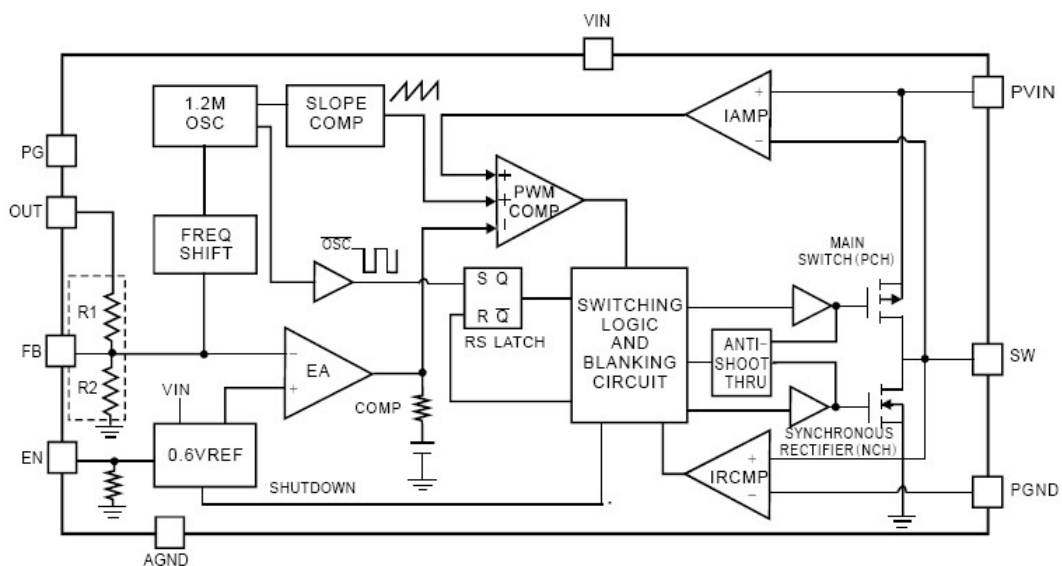 VIN
PVIN
1.2M
OSC
SLOPE
COMP
+
IAMP
−
PG
OUT
+
+
−
PWM
COMP
FREQ
SHIFT
OSC
MAIN
SWITCH (PCH)
S Q
R Q
RS LATCH
SWITCHING
LOGIC
AND
BLANKING
CIRCUIT
ANTI-
SHOOT
THRU
R1
FB
−
EA
+
SW
R2
VIN
COMP
EN
0.6VREF
SYNCHRONOUS
RECTIFIER (NCH)
+
IRCMP
−
SHUTDOWN
PGND
AGND